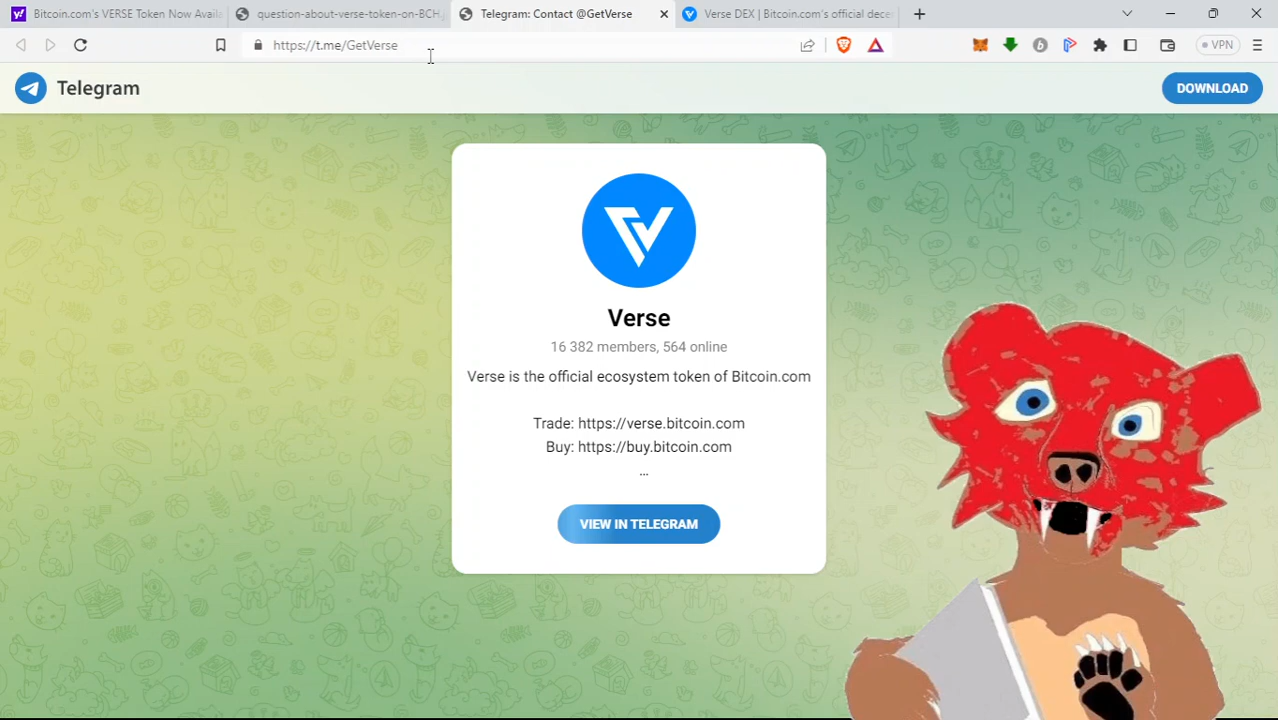 Bitcoin.com's VERSE Token Now Availa
question-about-verse-token-on-BCH.j
Telegram: Contact @GetVerse
Verse DEX | Bitcoin.com's official dece
https://t.me/GetVerse
VPN
Telegram
DOWNLOAD
Verse
16 382 members, 564 online
Verse is the official ecosystem token of Bitcoin.com
Trade: https://verse.bitcoin.com
Buy: https://buy.bitcoin.com
...
VIEW IN TELEGRAM